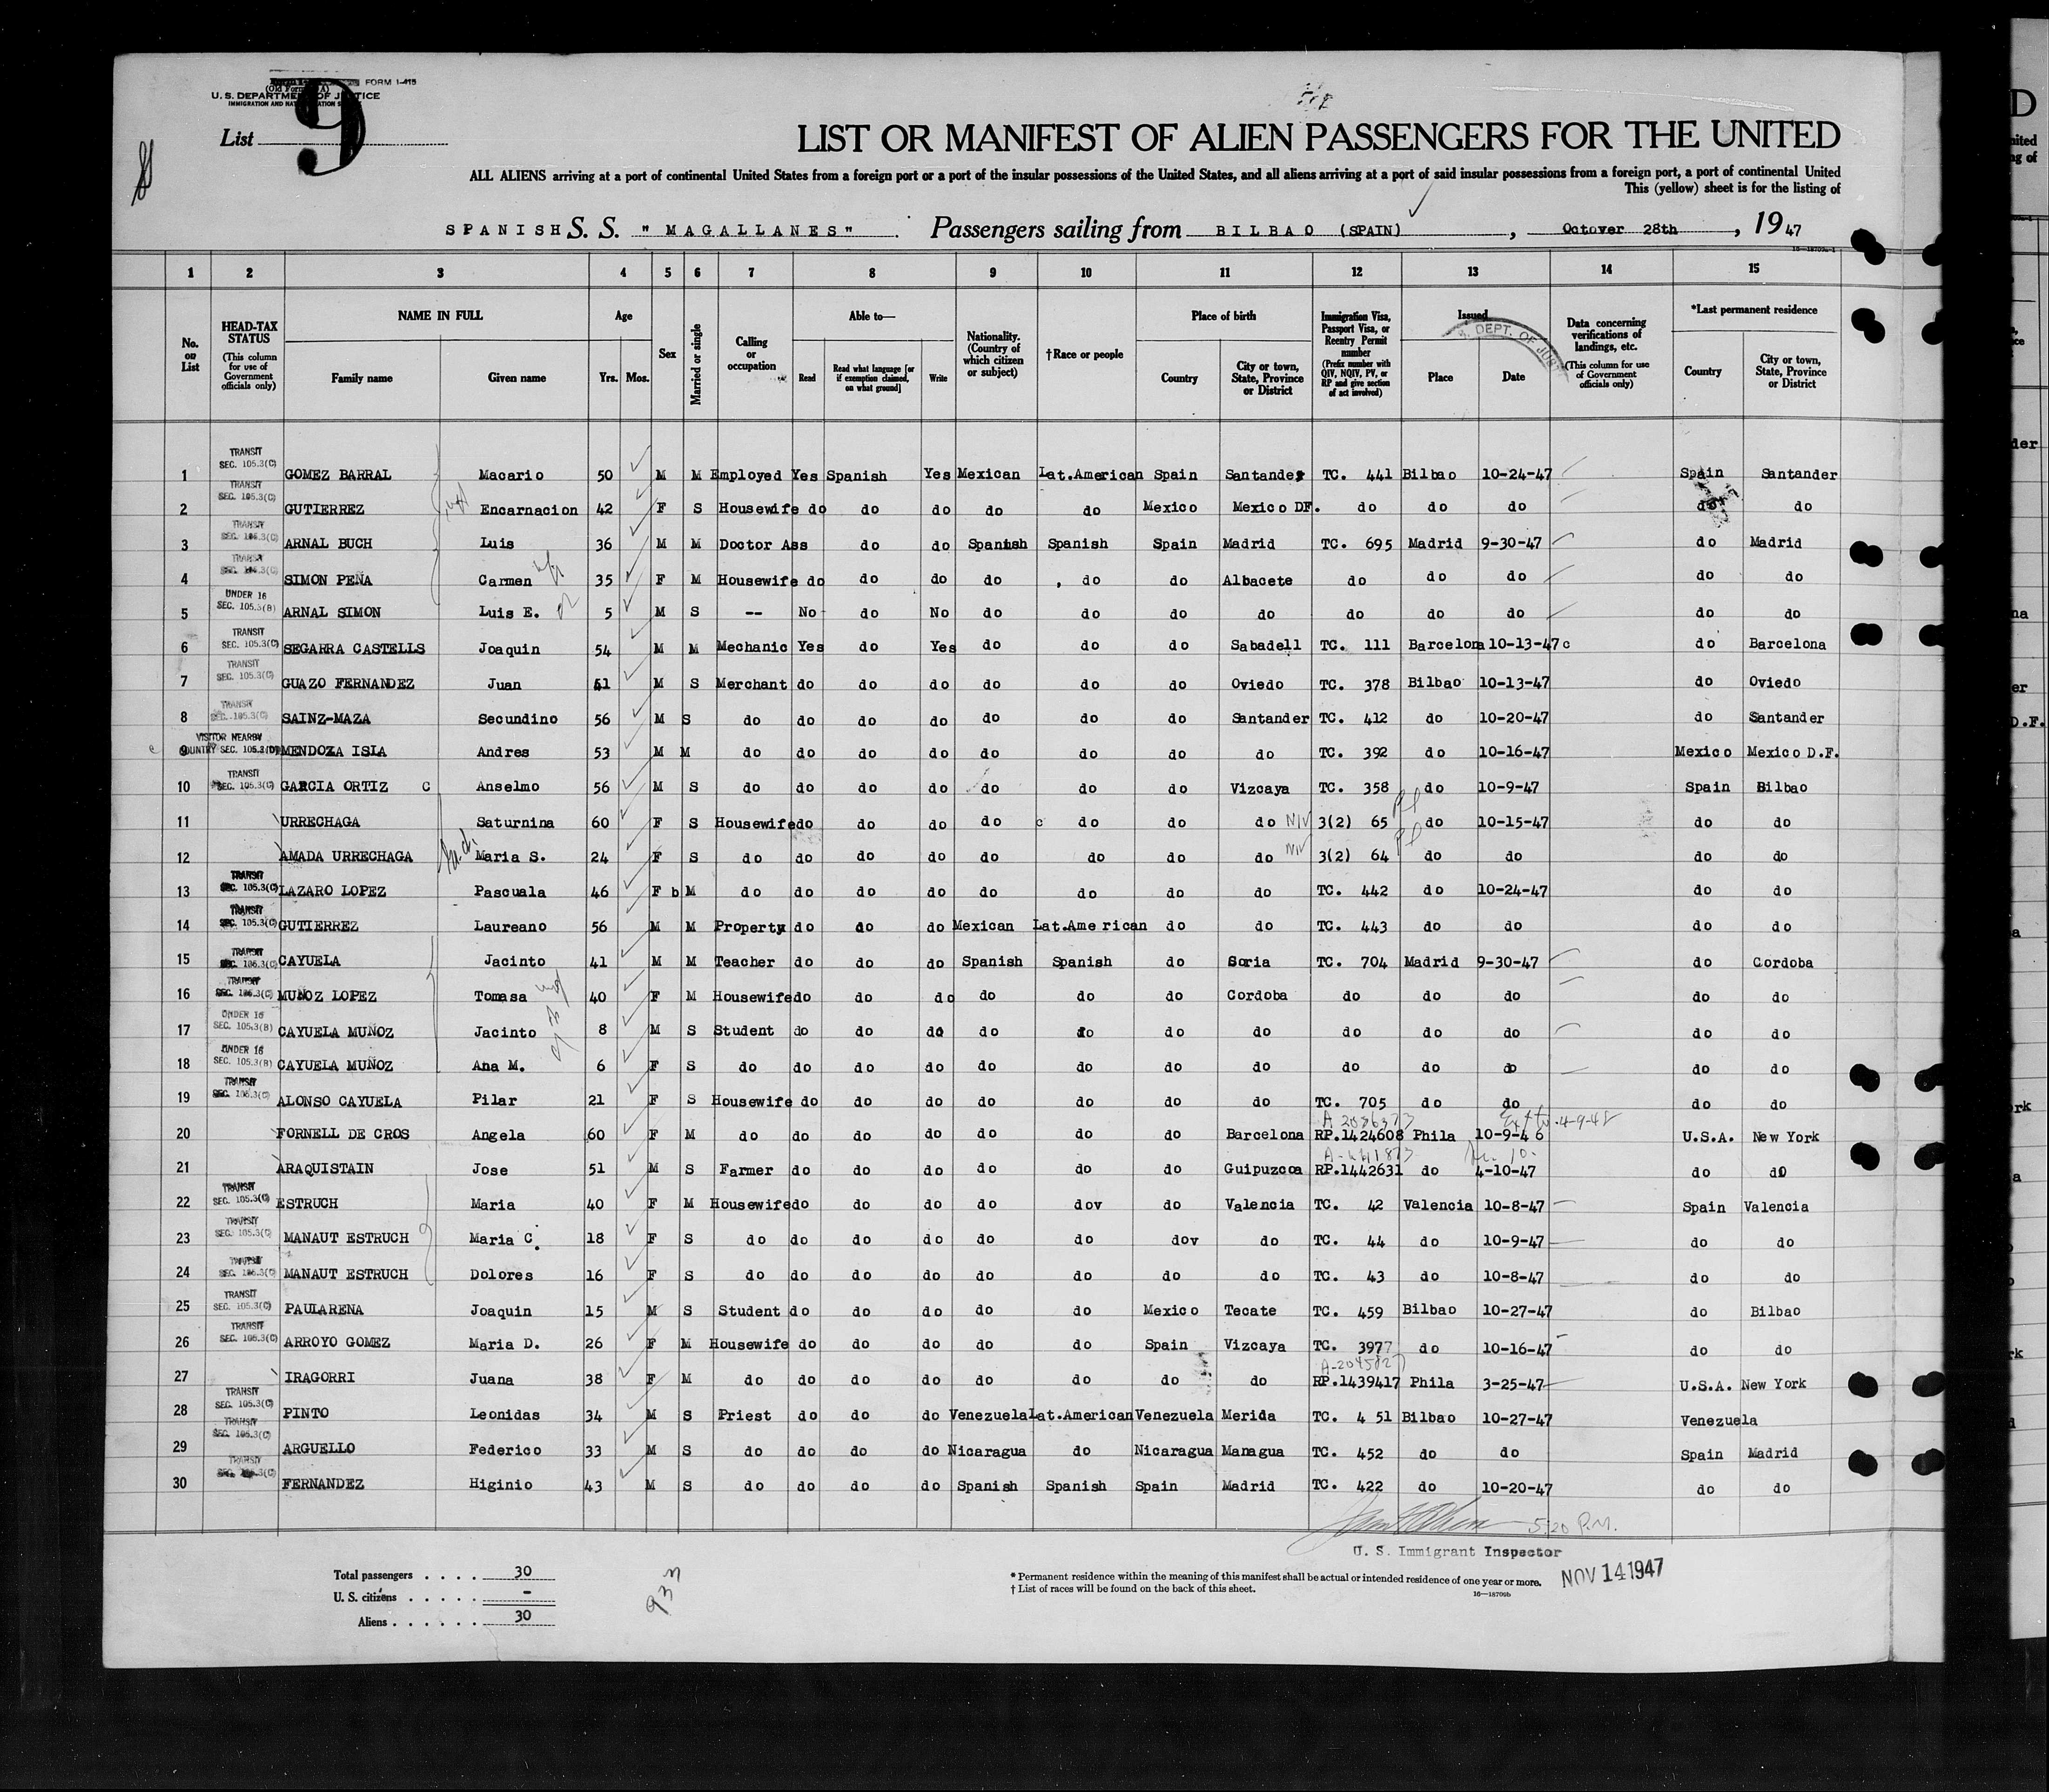 FORM I-415
(Old Form A)
U. S. DEPARTMENT OF JUSTICE
IMMIGRATION AND NATURALIZATION
List 9
LIST OR MANIFEST OF ALIEN PASSENGERS FOR THE UNITED
ALL ALIENS arriving at a port of continental United States from a foreign port or a port of the insular possessions of the United States, and all aliens arriving at a port of said insular possessions from a foreign port, a port of continental United
This (yellow) sheet is for the listing of
SPANISH S. S. "MAGALLANES" Passengers sailing from BILBAO (SPAIN), Octover 28th, 1947
1 2 3 4 5 6 7 8 9 10 11 12 13 14 15
No. on List
HEAD-TAX STATUS (This column for use of Government officials only)
NAME IN FULL Family name Given name
Age Yrs. Mos.
Sex
Married or single
Calling or occupation
Able to— Read Read what language [or if exemption claimed, on what ground] Write
Nationality. (Country of which citizen or subject)
†Race or people
Place of birth Country City or town, State, Province or District
Immigration Visa, Passport Visa, or Reentry Permit number (Prefix number with QIV, NQIV, PV, or RP and give section of act involved)
Issued Place Date
DEPT. OF JUST
Data concerning verifications of landings, etc. (This column for use of Government officials only)
*Last permanent residence Country City or town, State, Province or District
1 TRANSIT SEC. 105.3(C) GOMEZ BARRAL Macario 50 M M Employed Yes Spanish Yes Mexican Lat.American Spain Santander TC. 441 Bilbao 10-24-47 Spain Santander
2 TRANSIT SEC. 105.3(C) GUTIERREZ Encarnacion 42 F S Housewife do do do do do Mexico Mexico DF. do do do do do
3 TRANSIT SEC. 105.3(C) ARNAL BUCH Luis 36 M M Doctor Ass do do Spanish Spanish Spain Madrid TC. 695 Madrid 9-30-47 do Madrid
4 TRANSIT SEC. 105.3(C) SIMON PEÑA Carmen 35 F M Housewife do do do do do do Albacete do do do do do
5 UNDER 16 SEC. 105.3(B) ARNAL SIMON Luis E. 5 M S -- No do No do do do do do do do do do
6 TRANSIT SEC. 105.3(C) SEGARRA CASTELLS Joaquin 54 M M Mechanic Yes do Yes do do do Sabadell TC. 111 Barcelona 10-13-47 c do Barcelona
7 TRANSIT SEC. 105.3(C) GUAZO FERNANDEZ Juan 41 M S Merchant do do do do do do Oviedo TC. 378 Bilbao 10-13-47 do Oviedo
8 TRANSIT SEC. 105.3(C) SAINZ-MAZA Secundino 56 M S do do do do do do do Santander TC. 412 do 10-20-47 do Santander
9 VISITOR NEARBY COUNTRY SEC. 105.3(D) MENDOZA ISLA Andres 53 M M do do do do do do do do TC. 392 do 10-16-47 Mexico Mexico D.F.
10 TRANSIT SEC. 105.3(C) GARCIA ORTIZ C Anselmo 56 M S do do do do do do do Vizcaya TC. 358 do 10-9-47 Spain Bilbao
11 URRECHAGA Saturnina 60 F S Housewife do do do do c do do do NIV 3(2) 65 do 10-15-47 do do
12 AMADA URRECHAGA Maria S. 24 F S do do do do do do do do NIV 3(2) 64 do do do do
13 TRANSIT SEC. 105.3(C) LAZARO LOPEZ Pascuala 46 F b M do do do do do do do do TC. 442 do 10-24-47 do do
14 TRANSIT SEC. 105.3(C) GUTIERREZ Laureano 56 M M Property do do do Mexican Lat.American do do TC. 443 do do do do
15 TRANSIT SEC. 105.3(C) CAYUELA Jacinto 41 M M Teacher do do do Spanish Spanish do Soria TC. 704 Madrid 9-30-47 do Cordoba
16 TRANSIT SEC. 105.3(C) MUÑOZ LOPEZ Tomasa 40 F M Housewife do do do do do do Cordoba do do do do do
17 UNDER 16 SEC. 105.3(B) CAYUELA MUÑOZ Jacinto 8 M S Student do do do do do do do do do do do do
18 UNDER 16 SEC. 105.3(B) CAYUELA MUÑOZ Ana M. 6 F S do do do do do do do do do do do do do
19 TRANSIT SEC. 105.3(C) ALONSO CAYUELA Pilar 21 F S Housewife do do do do do do do TC. 705 do do do do
20 FORNELL DE CROS Angela 60 F M do do do do do do do Barcelona RP.1424608 Phila 10-9-4 6 U.S.A. New York
21 ARAQUISTAIN Jose 51 M S Farmer do do do do do do Guipuzcoa RP.1442631 do 4-10-47 do do
22 TRANSIT SEC. 105.3(C) ESTRUCH Maria 40 F M Housewife do do do do dov do Valencia TC. 42 Valencia 10-8-47 Spain Valencia
23 TRANSIT SEC. 105.3(C) MANAUT ESTRUCH Maria C. 18 F S do do do do do do dov do TC. 44 do 10-9-47 do do
24 TRANSIT SEC. 105.3(C) MANAUT ESTRUCH Dolores 16 F S do do do do do do do do TC. 43 do 10-8-47 do do
25 TRANSIT SEC. 105.3(C) PAULARENA Joaquin 15 M S Student do do do do do Mexico Tecate TC. 459 Bilbao 10-27-47 do Bilbao
26 TRANSIT SEC. 105.3(C) ARROYO GOMEZ Maria D. 26 F M Housewife do do do do do Spain Vizcaya TC. 3977 do 10-16-47 do do
27 IRAGORRI Juana 38 F M do do do do do do do do RP.1439417 Phila 3-25-47 U.S.A. New York
28 TRANSIT SEC. 105.3(C) PINTO Leonidas 34 M S Priest do do do Venezuela Lat.American Venezuela Merida TC. 4 51 Bilbao 10-27-47 Venezuela
29 TRANSIT SEC. 105.3(C) ARGUELLO Federico 33 M S do do do do Nicaragua do Nicaragua Managua TC. 452 do do Spain Madrid
30 TRANSIT FERNANDEZ Higinio 43 M S do do do do Spanish Spanish Spain Madrid TC. 422 do 10-20-47 do do
5:20 P.M.
U. S. Immigrant Inspector
NOV 14 1947
Total passengers . . . . 30
U. S. citizens . . . . . . -
Aliens . . . . . . 30
* Permanent residence within the meaning of this manifest shall be actual or intended residence of one year or more.
† List of races will be found on the back of this sheet.
16—18709b